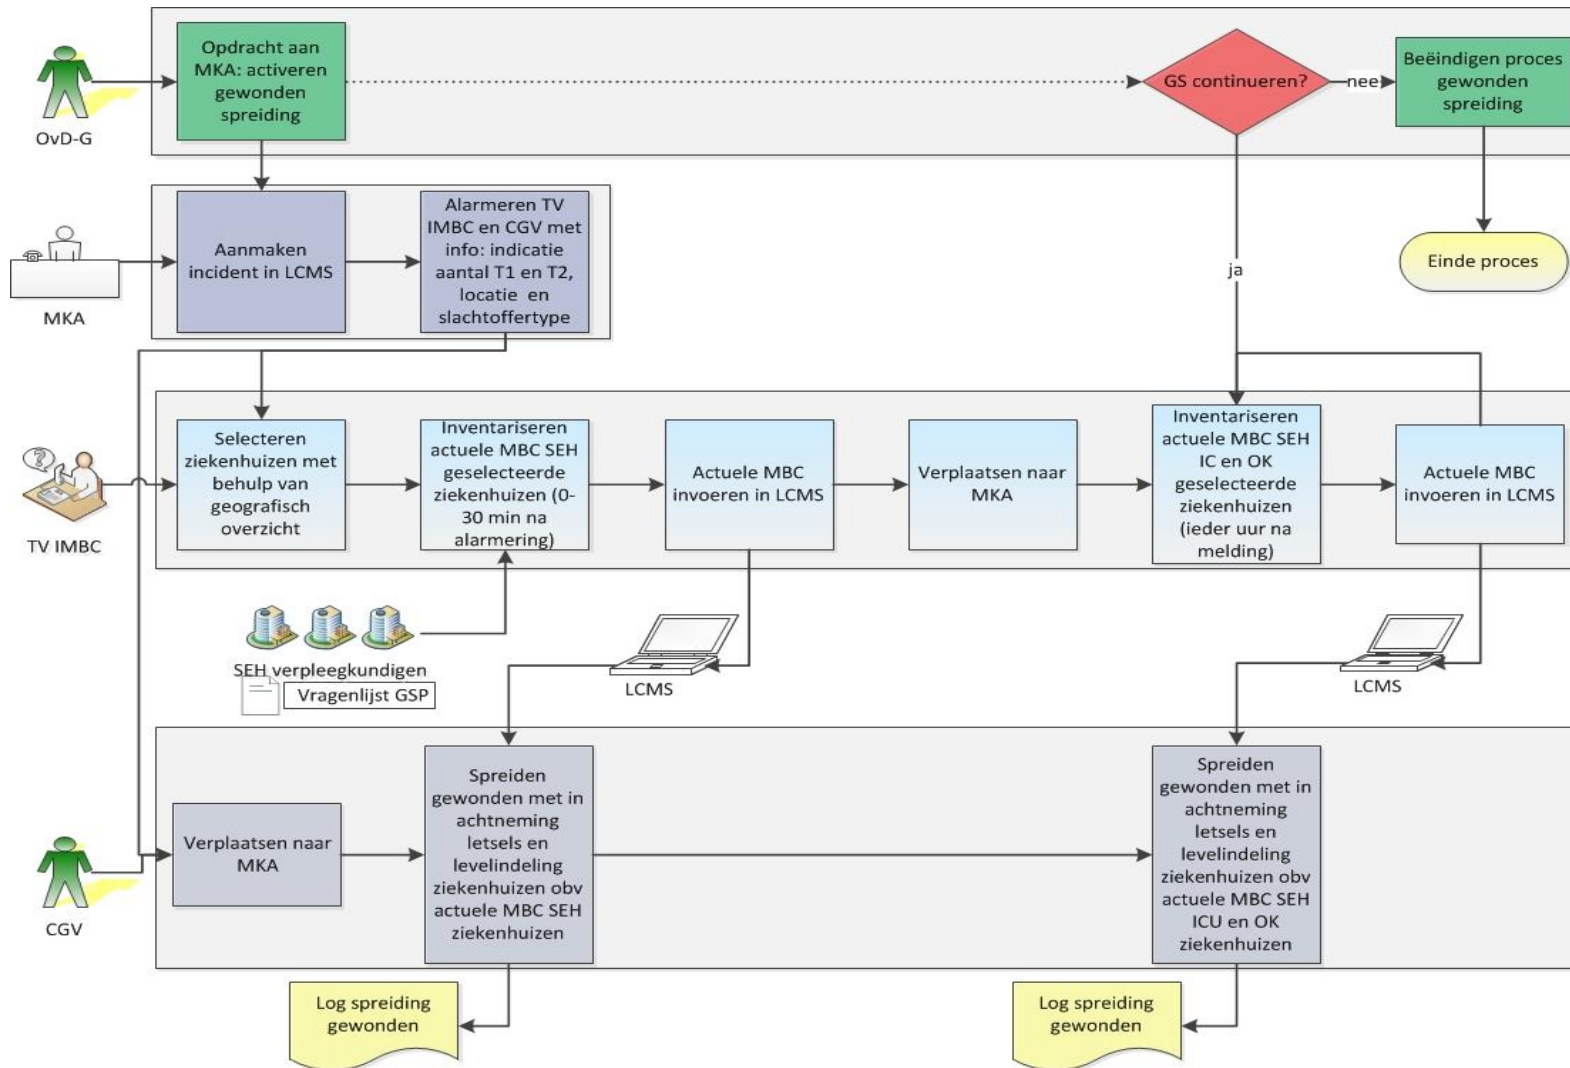 Opdracht aan
MKA: activeren
gewonden
spreiding
GS continueren?
nee
Beëindigen proces
gewonden
spreiding
OvD-G
Aanmaken
incident in LCMS
Alarmeren TV
IMBC en CGV met
info: indicatie
aantal T1 en T2,
locatie en
slachtoffertype
Einde proces
ja
MKA
Selecteren
ziekenhuizen met
behulp van
geografisch
overzicht
Inventariseren
actuele MBC SEH
geselecteerde
ziekenhuizen (0-
30 min na
alarmering)
Actuele MBC
invoeren in LCMS
Verplaatsen naar
MKA
Inventariseren
actuele MBC SEH
IC en OK
geselecteerde
ziekenhuizen
(ieder uur na
melding)
Actuele MBC
invoeren in LCMS
?
TV IMBC
SEH verpleegkundigen
Vragenlijst GSP
LCMS
LCMS
Verplaatsen naar
MKA
Spreiden
gewonden met in
achtneming
letsels en
levelindeling
ziekenhuizen obv
actuele MBC SEH
ziekenhuizen
Spreiden
gewonden met in
achtneming
letsels en
levelindeling
ziekenhuizen obv
actuele MBC SEH
ICU en OK
ziekenhuizen
CGV
Log spreiding
gewonden
Log spreiding
gewonden